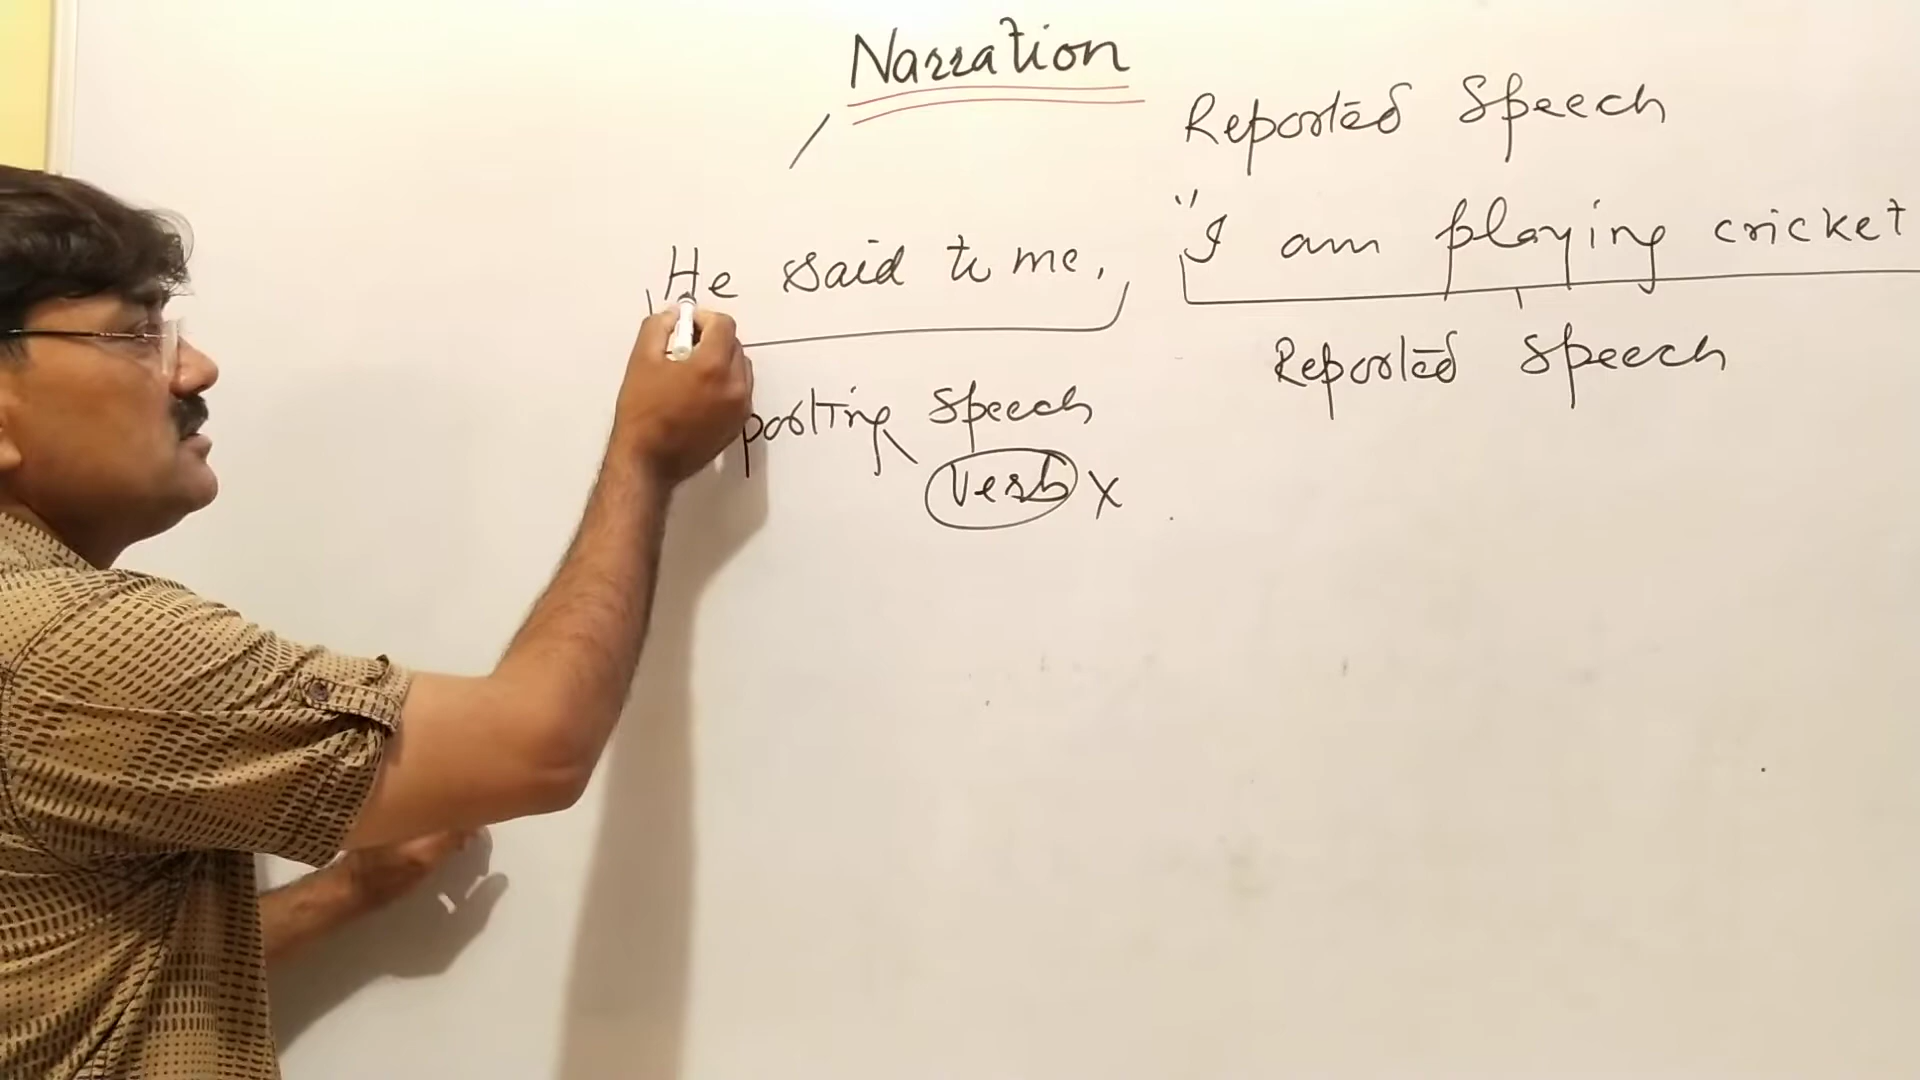 Narration
Reported Speech
He said to me, "I am playing cricket
porting Speech
Reported Speech
Verb X